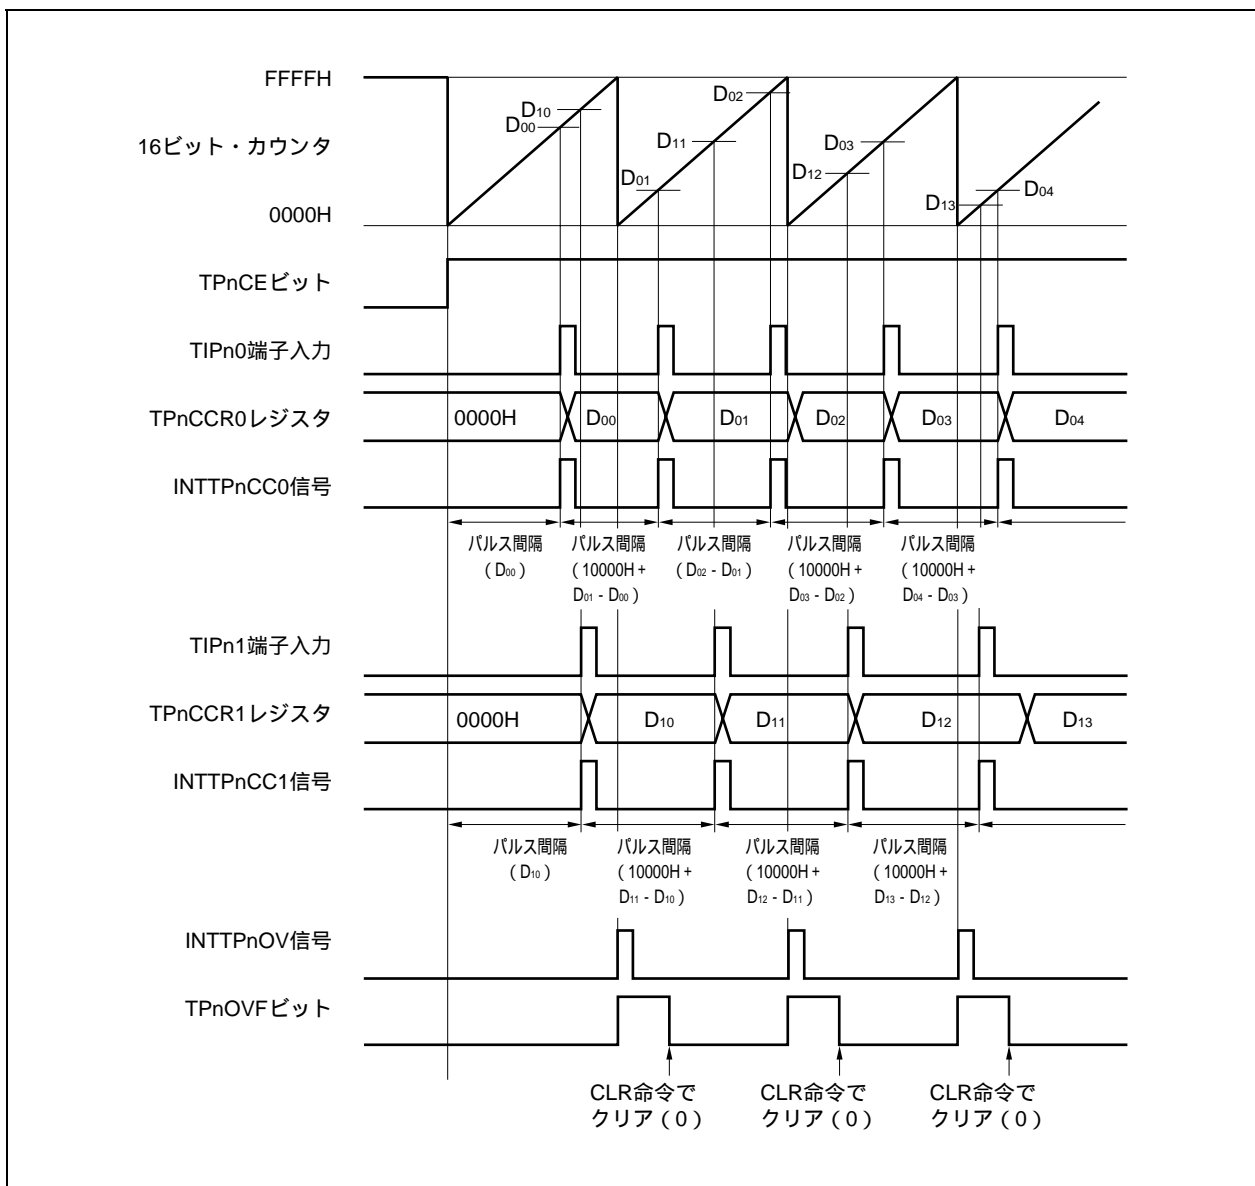 FFFFH
D10
D00
D02
16ビット・カウンタ
D11
D03
D12
D01
D13
D04
0000H
TPnCEビット
TIPn0端子入力
TPnCCR0レジスタ
0000H
D00
D01
D02
D03
D04
INTTPnCC0信号
パルス間隔
（D00）
パルス間隔
（10000H +
D01 - D00）
パルス間隔
（D02 - D01）
パルス間隔
（10000H +
D03 - D02）
パルス間隔
（10000H +
D04 - D03）
TIPn1端子入力
TPnCCR1レジスタ
0000H
D10
D11
D12
D13
INTTPnCC1信号
パルス間隔
（D10）
パルス間隔
（10000H +
D11 - D10）
パルス間隔
（10000H +
D12 - D11）
パルス間隔
（10000H +
D13 - D12）
INTTPnOV信号
TPnOVFビット
CLR命令で
クリア（0）
CLR命令で
クリア（0）
CLR命令で
クリア（0）